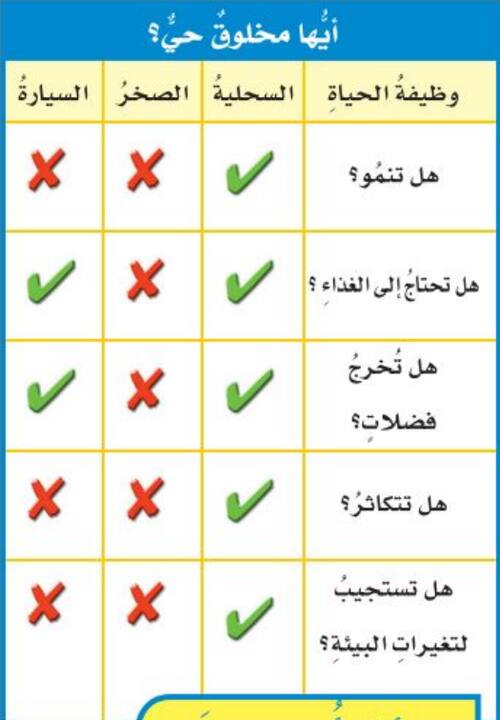 أيُّها مخلوقٌ حيٌّ؟
وظيفةُ الحياةِ السحليةُ الصخرُ السيارةُ
هل تنمُو؟ ✔ ✘ ✘
هل تحتاجُ إلى الغذاءِ؟ ✔ ✘ ✔
هل تُخرجُ
فضلاتٍ؟ ✔ ✘ ✔
هل تتكاثرُ؟ ✔ ✘ ✘
هل تستجيبُ
لتغيراتِ البيئةِ؟ ✔ ✘ ✘